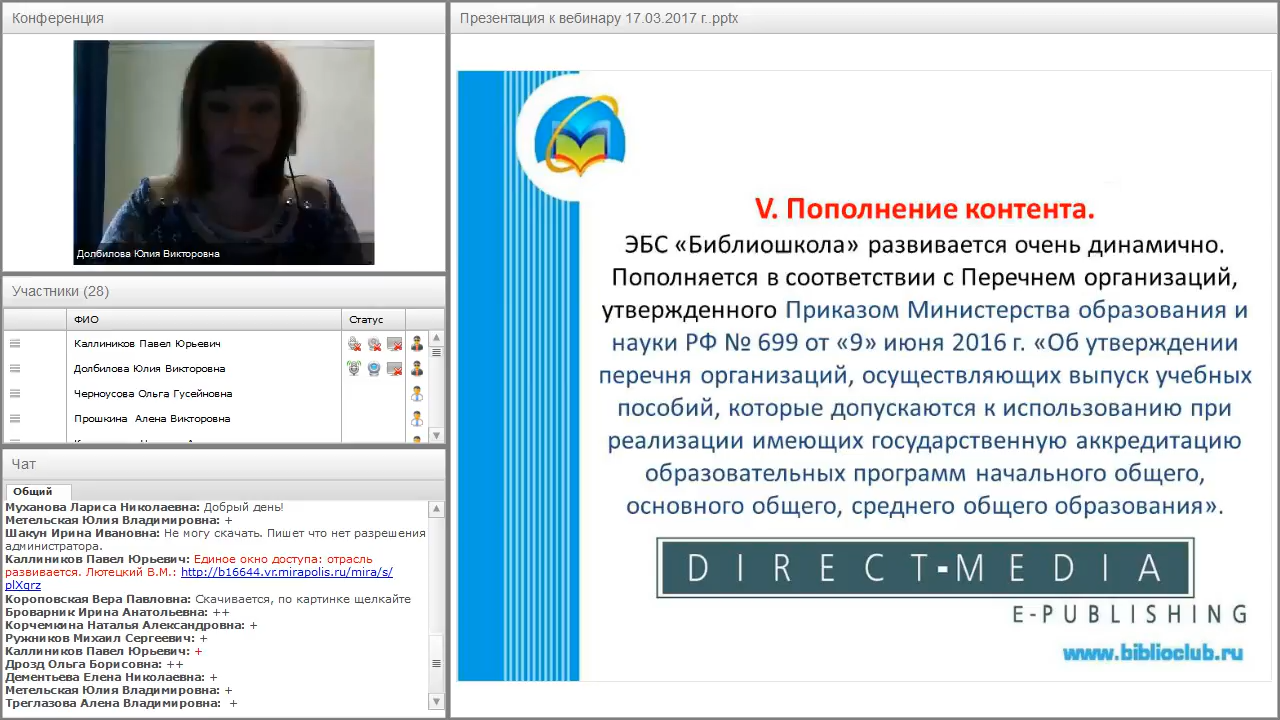 Конференция
Долбилова Юлия Викторовна
Участники (28)
ФИО
Статус
Каллиников Павел Юрьевич
Долбилова Юлия Викторовна
Черноусова Ольга Гусейновна
Прошкина Алена Викторовна
Чат
Общий
Муханова Лариса Николаевна: Добрый день!
Метельская Юлия Владимировна: +
Шакун Ирина Ивановна: Не могу скачать. Пишет что нет разрешения
администратора.
Каллиников Павел Юрьевич: Единое окно доступа: отрасль
развивается. Лютецкий В.М.: http://b16644.vr.mirapolis.ru/mira/s/
plXqrz
Короповская Вера Павловна: Скачивается, по картинке щелкайте
Броварник Ирина Анатольевна: ++
Корчемкина Наталья Александровна: +
Ружников Михаил Сергеевич: +
Каллиников Павел Юрьевич: +
Дрозд Ольга Борисовна: ++
Дементьева Елена Николаевна: +
Метельская Юлия Владимировна: +
Треглазова Алена Владимировна: +
Презентация к вебинару 17.03.2017 г..pptx
V. Пополнение контента.
ЭБС «Библиошкола» развивается очень динамично.
Пополняется в соответствии с Перечнем организаций,
утвержденного Приказом Министерства образования и
науки РФ № 699 от «9» июня 2016 г. «Об утверждении
перечня организаций, осуществляющих выпуск учебных
пособий, которые допускаются к использованию при
реализации имеющих государственную аккредитацию
образовательных программ начального общего,
основного общего, среднего общего образования».
DIRECT-MEDIA
E-PUBLISHING
www.biblioclub.ru